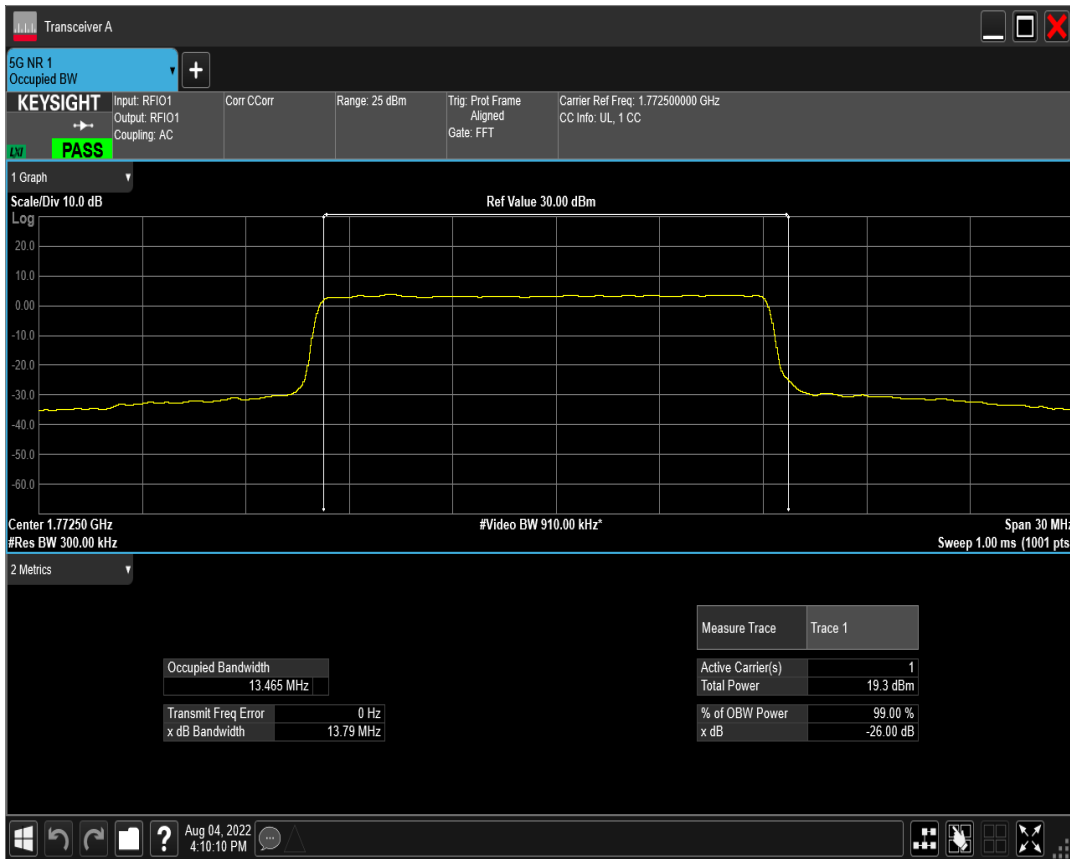 Transceiver A
5G NR 1
Occupied BW
KEYSIGHT
LXI
PASS
Input: RFIO1
Output: RFIO1
Coupling: AC
Corr CCorr
Range: 25 dBm
Trig: Prot Frame
Aligned
Gate: FFT
Carrier Ref Freq: 1.772500000 GHz
CC Info: UL, 1 CC
1 Graph
Scale/Div 10.0 dB
Ref Value 30.00 dBm
Log
20.0
10.0
0.00
-10.0
-20.0
-30.0
-40.0
-50.0
-60.0
Center 1.77250 GHz
#Video BW 910.00 kHz*
Span 30 MHz
#Res BW 300.00 kHz
Sweep 1.00 ms (1001 pts
2 Metrics
Measure Trace Trace 1
Occupied Bandwidth
13.465 MHz
Active Carrier(s) 1
Total Power 19.3 dBm
Transmit Freq Error 0 Hz
x dB Bandwidth 13.79 MHz
% of OBW Power 99.00 %
x dB -26.00 dB
?
Aug 04, 2022
4:10:10 PM